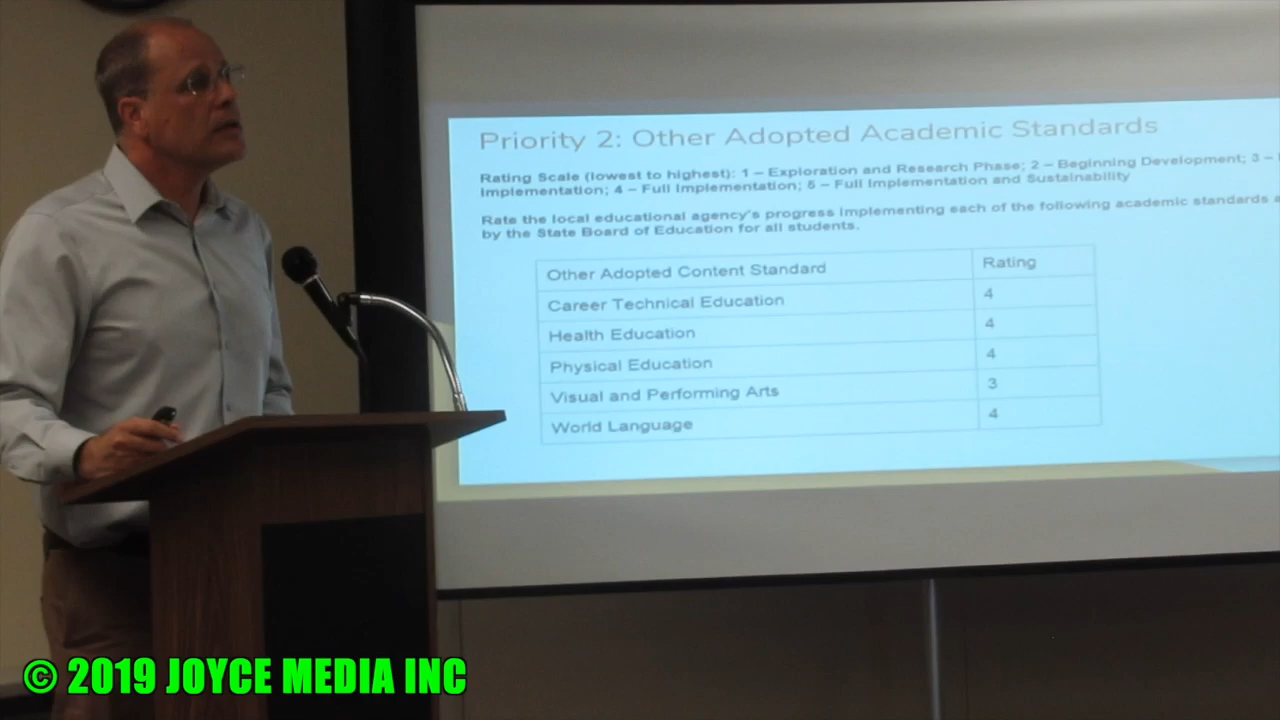 Priority 2: Other Adopted Academic Standards
Rating Scale (lowest to highest): 1 – Exploration and Research Phase; 2 – Beginning Development; 3 –
Implementation; 4 – Full Implementation; 5 – Full Implementation and Sustainability
Rate the local educational agency's progress implementing each of the following academic standards
by the State Board of Education for all students.
Other Adopted Content Standard Rating
Career Technical Education 4
Health Education 4
Physical Education 4
Visual and Performing Arts 3
World Language 4
© 2019 JOYCE MEDIA INC